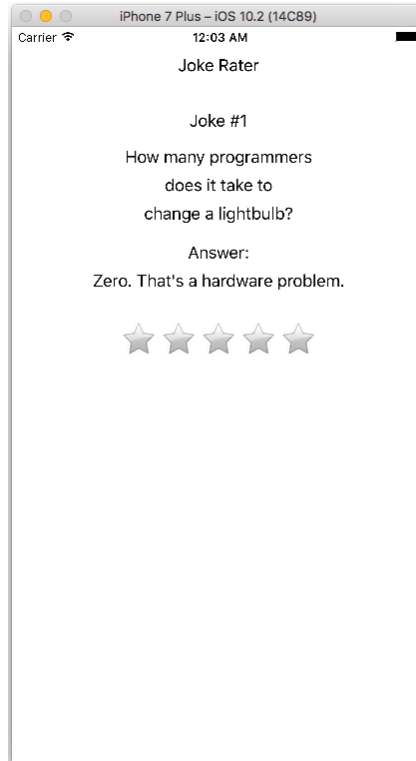 iPhone 7 Plus – iOS 10.2 (14C89)
Carrier 12:03 AM
Joke Rater
Joke #1
How many programmers
does it take to
change a lightbulb?
Answer:
Zero. That's a hardware problem.